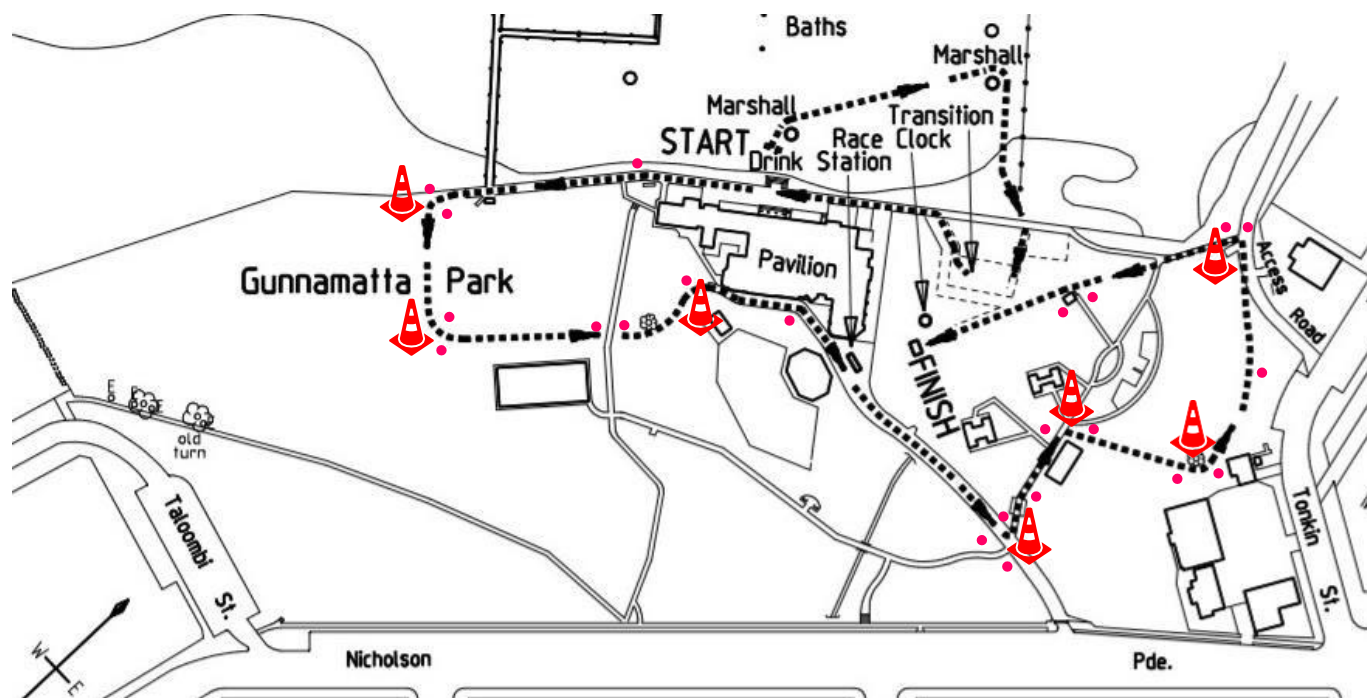 Baths
Marshall
Marshall
START
Transition
Clock
Race
Drink
Station
Pavilion
Gunnamatta Park
Access
Road
FINISH
E
E
E
E
old
turn
Taloombi
St.
Tonkin
St.
W
E
Nicholson
Pde.